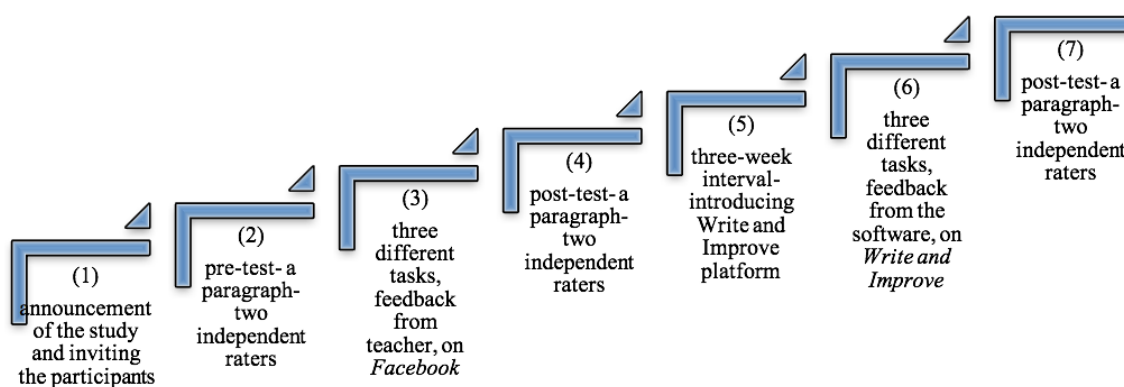 (1)
announcement
of the study
and inviting
the participants
(2)
pre-test- a
paragraph-
two
independent
raters
(3)
three
different
tasks,
feedback
from
teacher, on
Facebook
(4)
post-test- a
paragraph-
two
independent
raters
(5)
three-week
interval-
introducing
Write and
Improve
platform
(6)
three
different
tasks,
feedback
from the
software, on
Write and
Improve
(7)
post-test- a
paragraph-
two
independent
raters